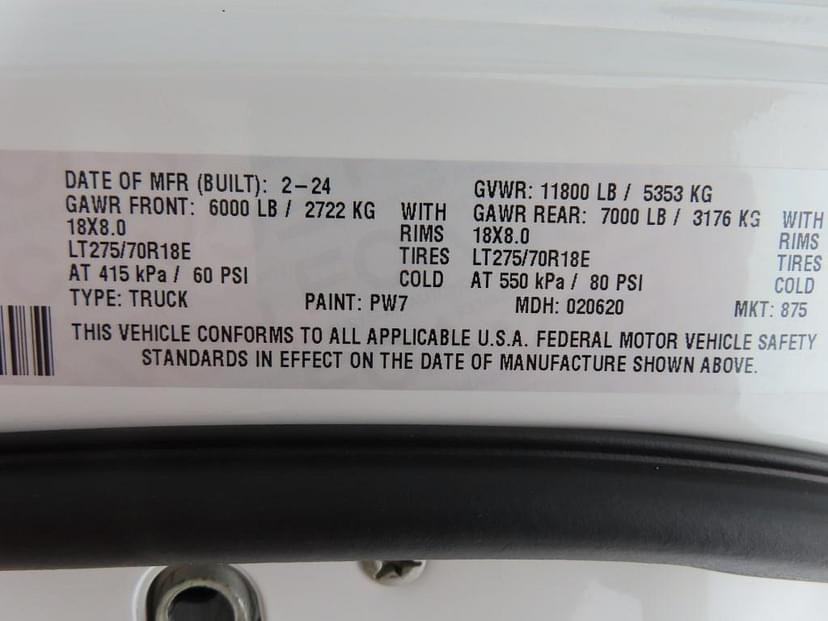 DATE OF MFR (BUILT): 2-24 GVWR: 11800 LB / 5353 KG
GAWR FRONT: 6000 LB / 2722 KG WITH GAWR REAR: 7000 LB / 3176 KG WITH
18X8.0 RIMS 18X8.0 RIMS
LT275/70R18E TIRES LT275/70R18E TIRES
AT 415 kPa / 60 PSI COLD AT 550 kPa / 80 PSI COLD
TYPE: TRUCK PAINT: PW7 MDH: 020620 MKT: 875
THIS VEHICLE CONFORMS TO ALL APPLICABLE U.S.A. FEDERAL MOTOR VEHICLE SAFETY
STANDARDS IN EFFECT ON THE DATE OF MANUFACTURE SHOWN ABOVE.